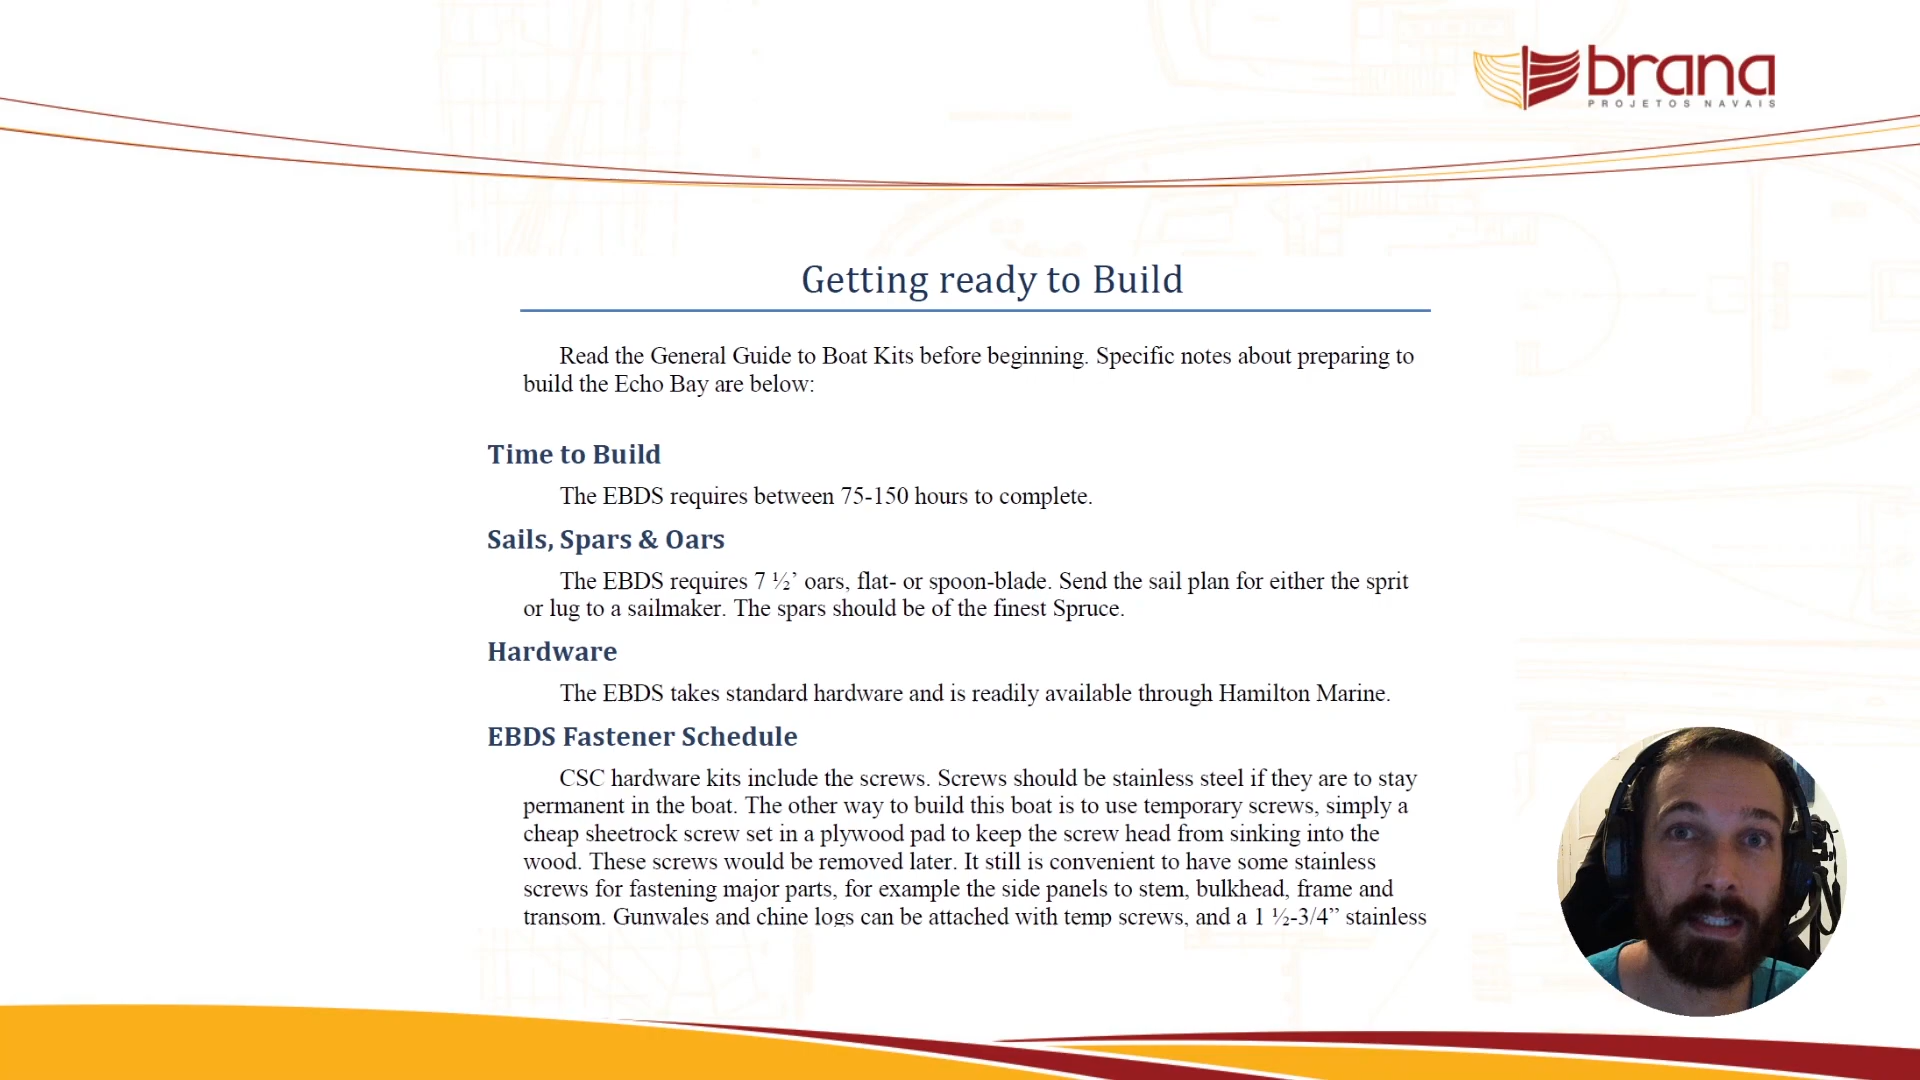 brana
PROJETOS NAVAIS
Getting ready to Build
Read the General Guide to Boat Kits before beginning. Specific notes about preparing to
build the Echo Bay are below:
Time to Build
The EBDS requires between 75-150 hours to complete.
Sails, Spars & Oars
The EBDS requires 7 ½’ oars, flat- or spoon-blade. Send the sail plan for either the sprit
or lug to a sailmaker. The spars should be of the finest Spruce.
Hardware
The EBDS takes standard hardware and is readily available through Hamilton Marine.
EBDS Fastener Schedule
CSC hardware kits include the screws. Screws should be stainless steel if they are to stay
permanent in the boat. The other way to build this boat is to use temporary screws, simply a
cheap sheetrock screw set in a plywood pad to keep the screw head from sinking into the
wood. These screws would be removed later. It still is convenient to have some stainless
screws for fastening major parts, for example the side panels to stem, bulkhead, frame and
transom. Gunwales and chine logs can be attached with temp screws, and a 1 ½-3/4” stainless